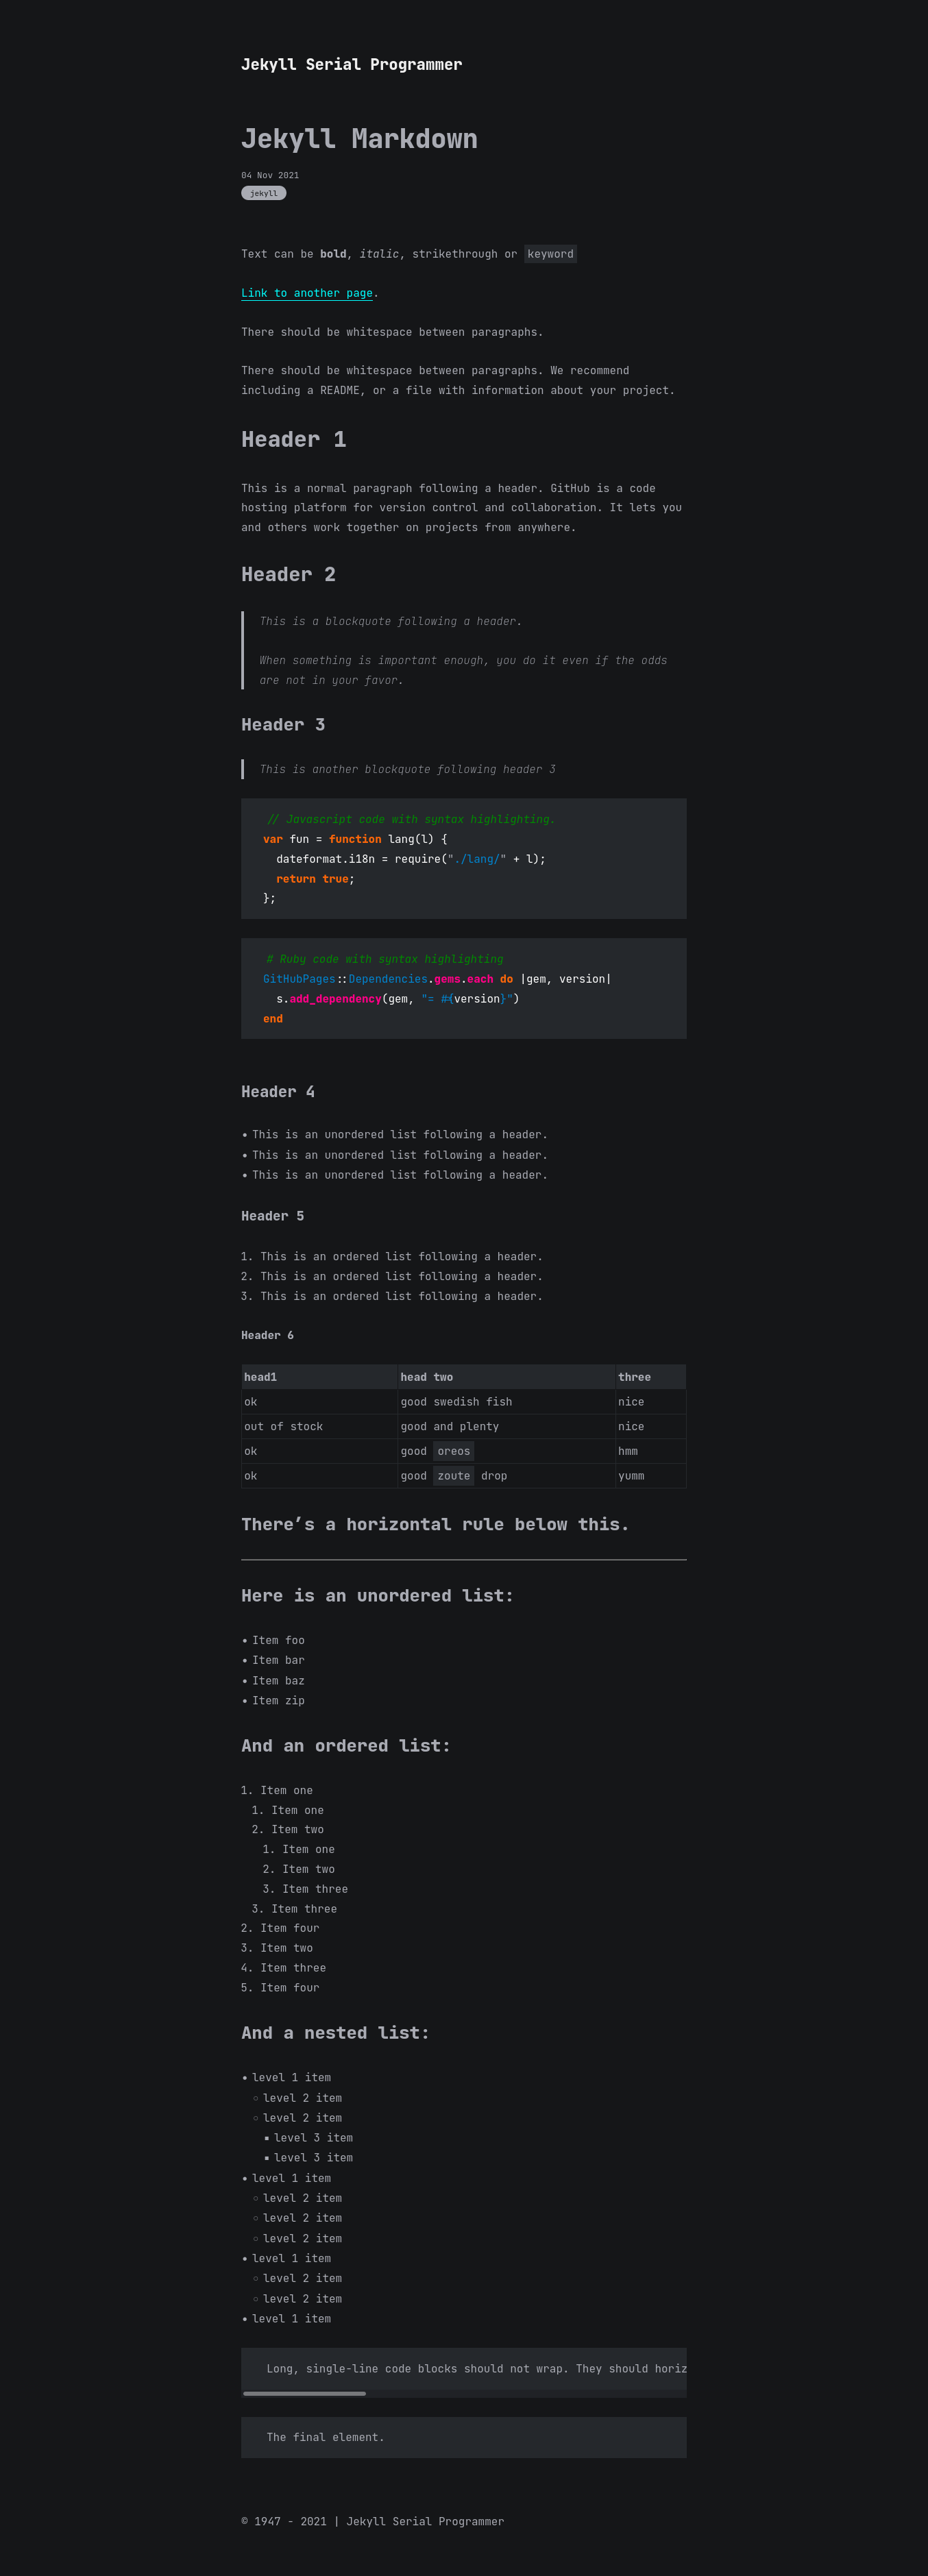 Jekyll Serial Programmer
Jekyll Markdown
04 Nov 2021
jekyll
Text can be bold, italic, strikethrough or keyword
Link to another page.
There should be whitespace between paragraphs.
There should be whitespace between paragraphs. We recommend
including a README, or a file with information about your project.
Header 1
This is a normal paragraph following a header. GitHub is a code
hosting platform for version control and collaboration. It lets you
and others work together on projects from anywhere.
Header 2
This is a blockquote following a header.
When something is important enough, you do it even if the odds
are not in your favor.
Header 3
This is another blockquote following header 3
// Javascript code with syntax highlighting.
var fun = function lang(l) {
  dateformat.i18n = require("./lang/" + l);
  return true;
};
# Ruby code with syntax highlighting
GitHubPages::Dependencies.gems.each do |gem, version|
  s.add_dependency(gem, "= #{version}")
end
Header 4
• This is an unordered list following a header.
• This is an unordered list following a header.
• This is an unordered list following a header.
Header 5
1. This is an ordered list following a header.
2. This is an ordered list following a header.
3. This is an ordered list following a header.
Header 6
head1 head two three
ok good swedish fish nice
out of stock good and plenty nice
ok good oreos hmm
ok good zoute drop yumm
There’s a horizontal rule below this.
Here is an unordered list:
• Item foo
• Item bar
• Item baz
• Item zip
And an ordered list:
1. Item one
1. Item one
2. Item two
1. Item one
2. Item two
3. Item three
3. Item three
2. Item four
3. Item two
4. Item three
5. Item four
And a nested list:
• level 1 item
◦ level 2 item
◦ level 2 item
▪ level 3 item
▪ level 3 item
• level 1 item
◦ level 2 item
◦ level 2 item
◦ level 2 item
• level 1 item
◦ level 2 item
◦ level 2 item
• level 1 item
Long, single-line code blocks should not wrap. They should horiz
The final element.
© 1947 - 2021 | Jekyll Serial Programmer